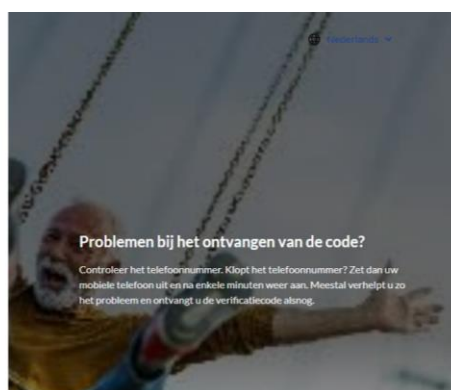 Nederlands
Problemen bij het ontvangen van de code?
Controleer het telefoonnummer. Klopt het telefoonnummer? Zet dan uw
mobiele telefoon uit en na enkele minuten weer aan. Meestal verhelpt u zo
het probleem en ontvangt u de verificatiecode alsnog.